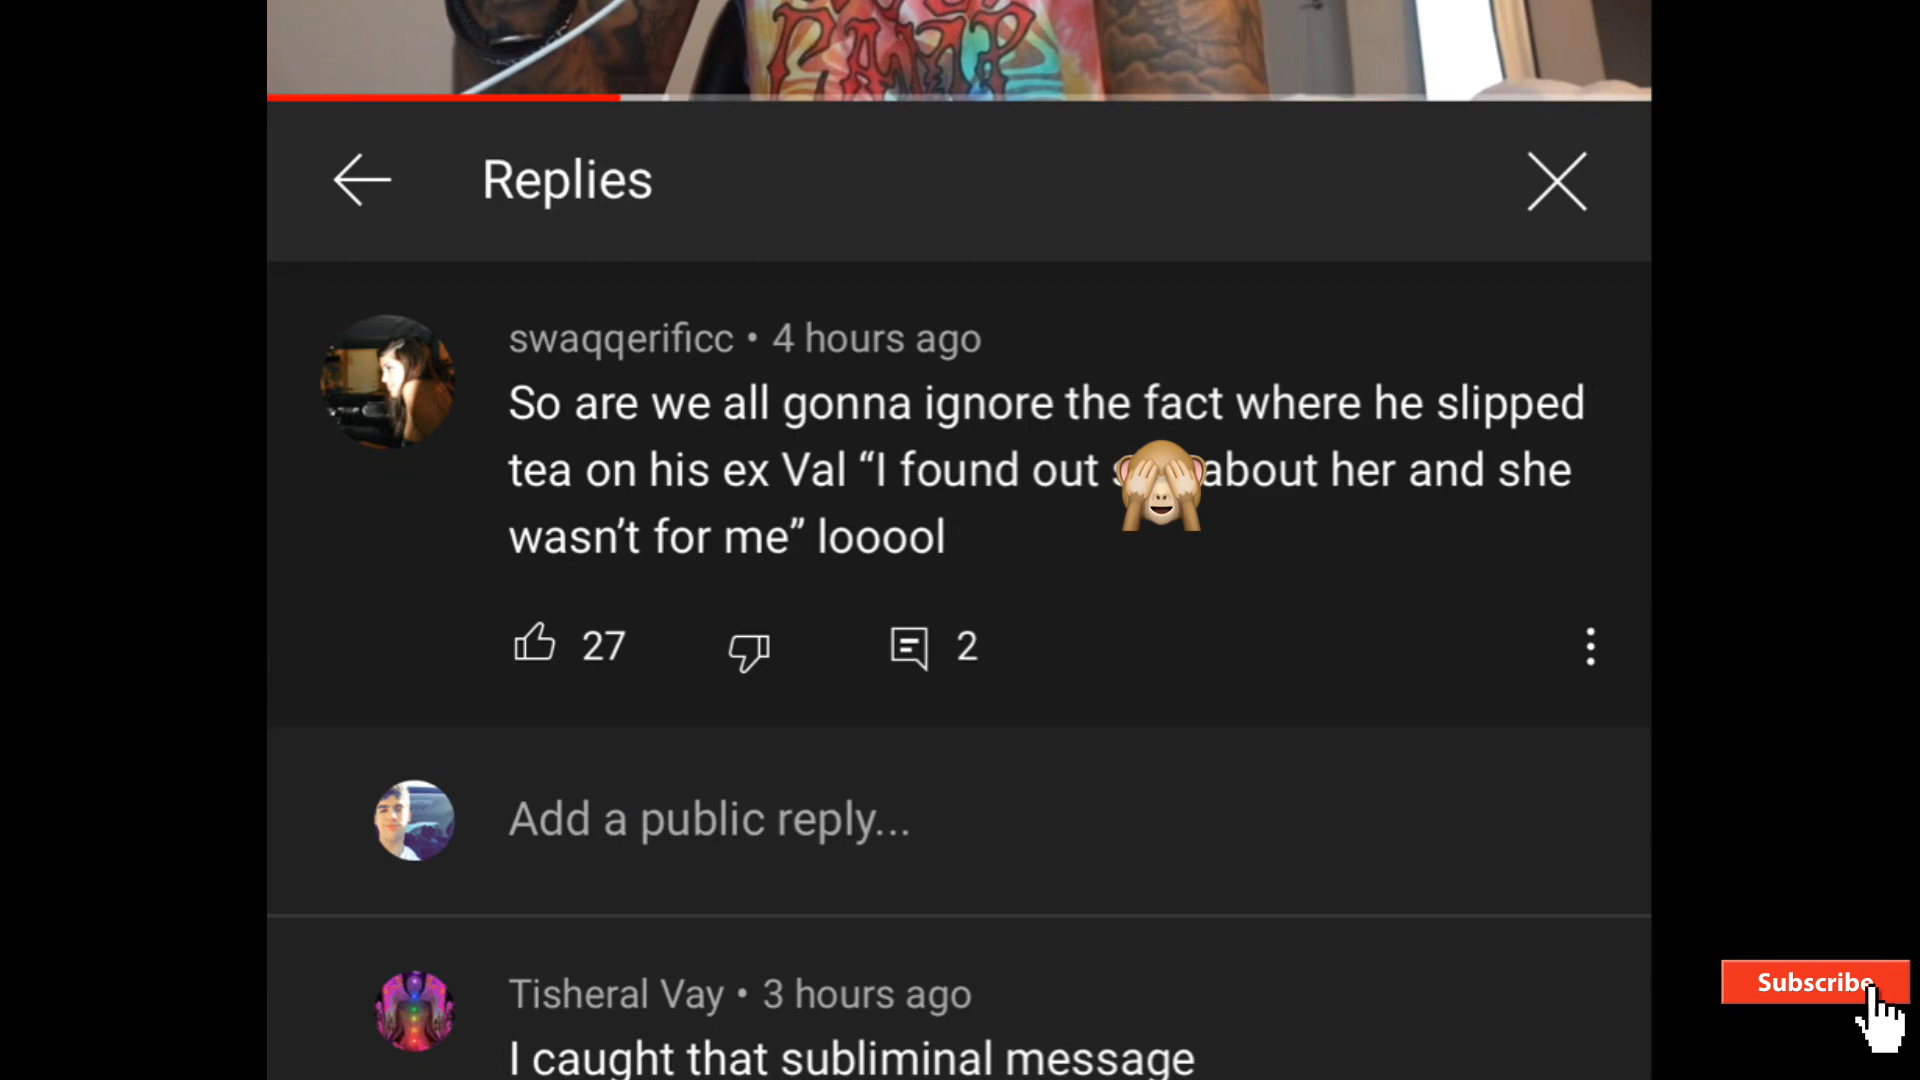 CAMP
Replies
swaqqerificc • 4 hours ago
So are we all gonna ignore the fact where he slipped
tea on his ex Val “I found out about her and she
wasn’t for me” looool
27
2
Add a public reply...
Tisheral Vay • 3 hours ago
I caught that subliminal message
Subscribe